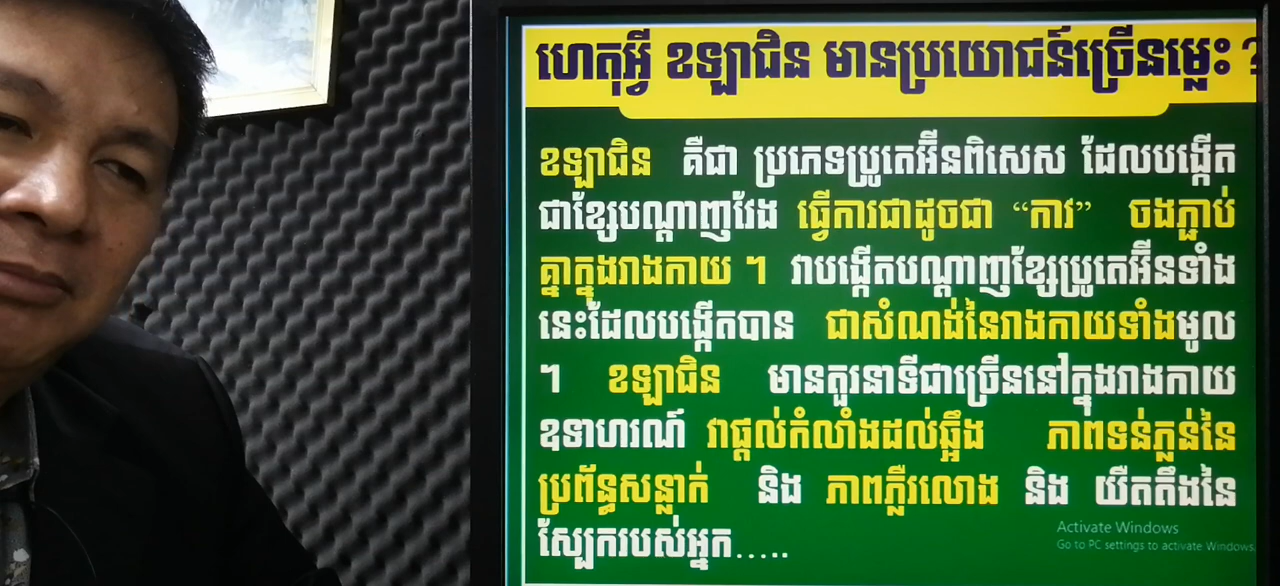 ហេតុអ្វី ខឡាជិន មានប្រយោជន៍ច្រើនម្លេះ ?
ខឡាជិន គឺជា ប្រភេទប្រូតេអ៊ីនពិសេស ដែលបង្កើត
ជាខ្សែបណ្តាញវែង ធ្វើការជាដូចជា “កាវ” ចងភ្ជាប់
គ្នាក្នុងរាងកាយ ។ វាបង្កើតបណ្តាញខ្សែប្រូតេអ៊ីនទាំង
នេះដែលបង្កើតបាន ជាសំណង់នៃរាងកាយទាំងមូល
។ ខឡាជិន មានតួរនាទីជាច្រើននៅក្នុងរាងកាយ
ឧទាហរណ៍ វាផ្តល់កំលាំងដល់ឆ្អឹង ភាពទន់ភ្លន់នៃ
ប្រព័ន្ធសន្លាក់ និង ភាពភ្លឺរលោង និង យឺតតឹងនៃ
ស្បែករបស់អ្នក.....
Activate Windows
Go to PC settings to activate Windows.